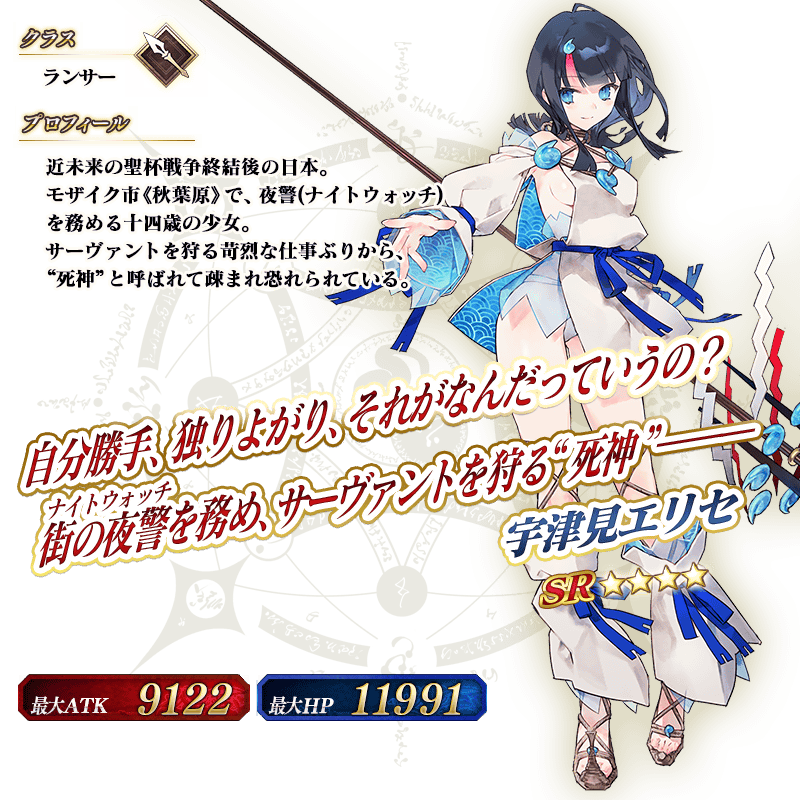 クラス
ランサー
プロフィール
近未来の聖杯戦争終結後の日本。
モザイク市《秋葉原》で、夜警(ナイトウォッチ)
を務める十四歳の少女。
サーヴァントを狩る苛烈な仕事ぶりから、
“死神”と呼ばれて疎まれ恐れられている。
自分勝手、独りよがり、それがなんだっていうの?
ナイトウォッチ
街の夜警を務め、サーヴァントを狩る“死神”――
宇津見エリセ
SR
最大ATK 9122
最大HP 11991